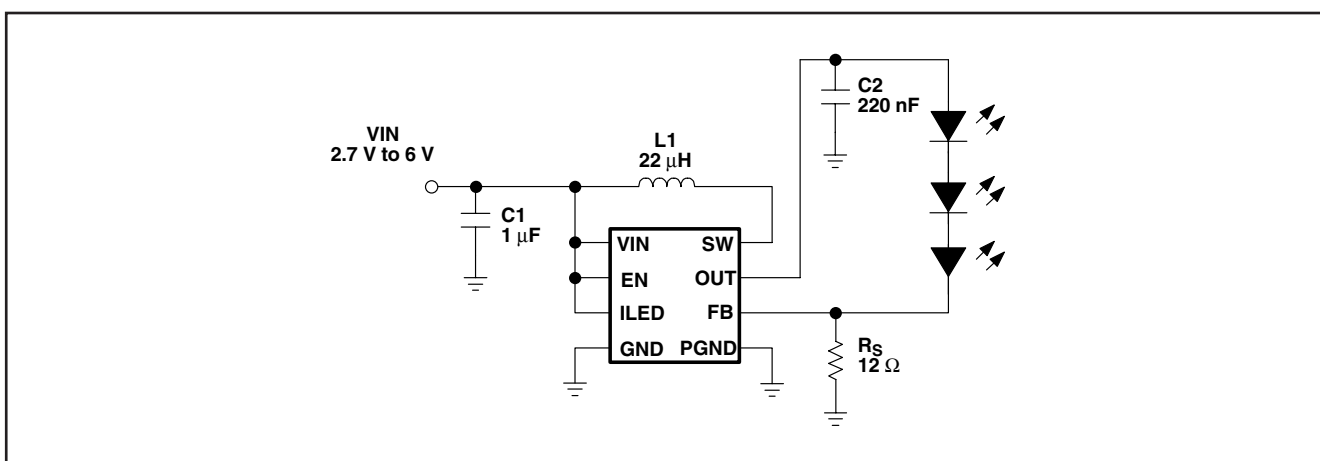 C2
220 nF
VIN
2.7 V to 6 V
L1
22 μH
C1
1 μF
VIN
SW
EN
OUT
ILED
FB
GND
PGND
RS
12 Ω